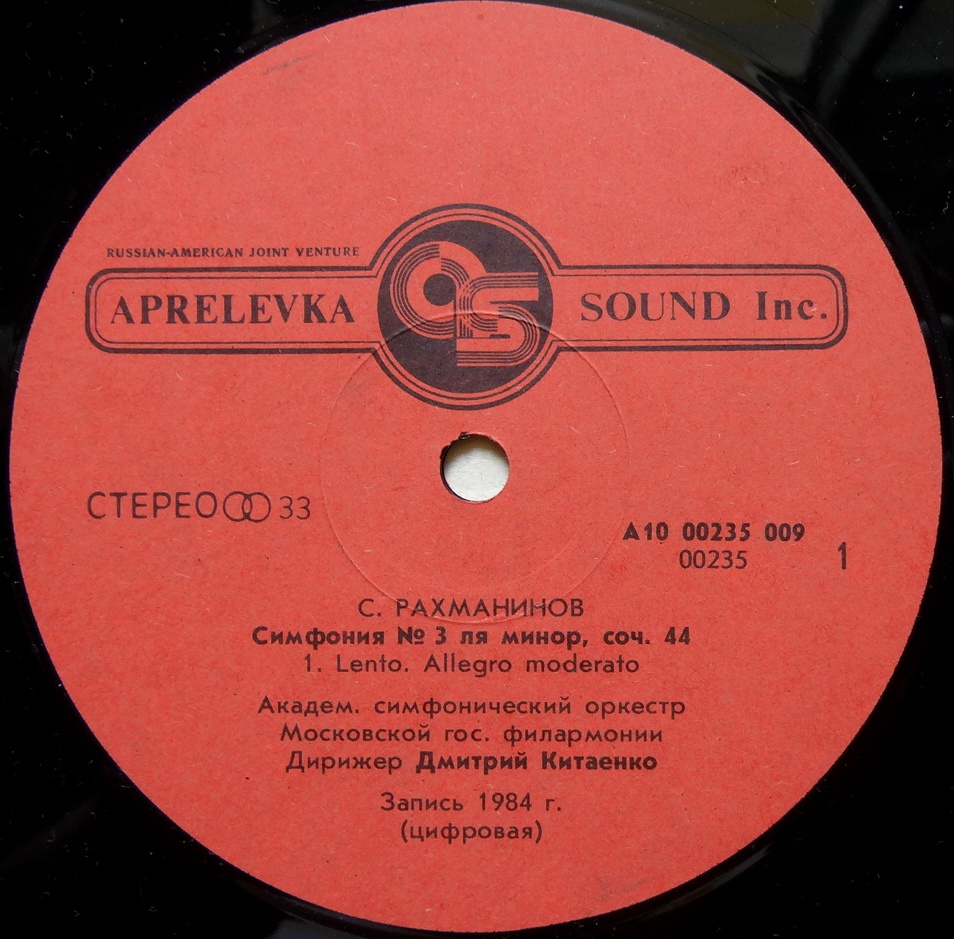 RUSSIAN-AMERICAN JOINT VENTURE
APRELEVKA SOUND Inc.
СТЕРЕО 33
А10 00235 009
00235
1
С. РАХМАНИНОВ
Симфония № 3 ля минор, соч. 44
1. Lento. Allegro moderato
Академ. симфонический оркестр
Московской гос. филармонии
Дирижер Дмитрий Китаенко
Запись 1984 г.
(цифровая)